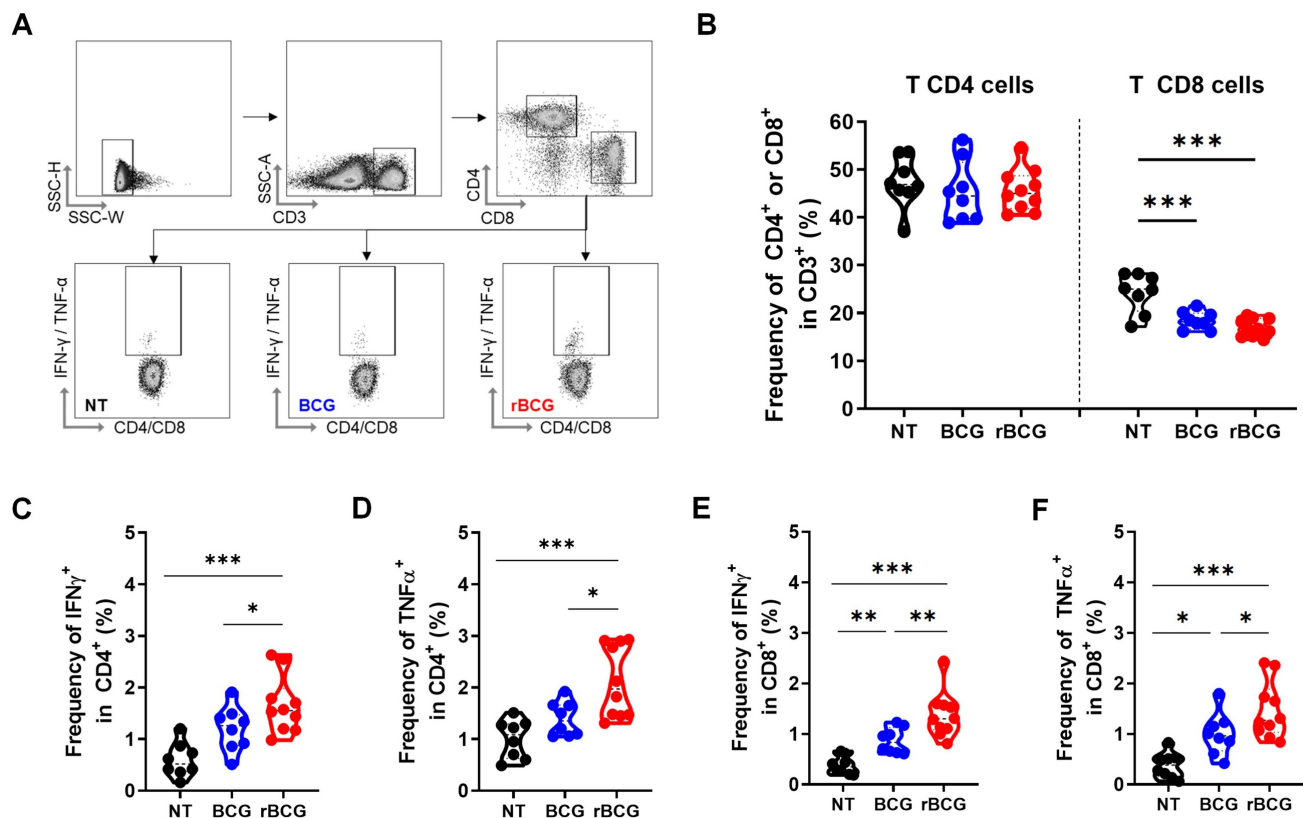 A
SSC-H
SSC-W
SSC-A
CD3
CD4
CD8
IFN-γ / TNF-α
NT
CD4/CD8
IFN-γ / TNF-α
BCG
CD4/CD8
IFN-γ / TNF-α
rBCG
CD4/CD8
B
T CD4 cells
T CD8 cells
Frequency of CD4⁺ or CD8⁺
in CD3⁺ (%)
60
50
40
30
20
10
0
***
***
NT BCG rBCG
NT BCG rBCG
C
Frequency of IFNγ⁺
in CD4⁺ (%)
5
4
3
2
1
0
***
*
NT BCG rBCG
D
Frequency of TNFα⁺
in CD4⁺ (%)
5
4
3
2
1
0
***
*
NT BCG rBCG
E
Frequency of IFNγ⁺
in CD8⁺ (%)
5
4
3
2
1
0
***
** **
NT BCG rBCG
F
Frequency of TNFα⁺
in CD8⁺ (%)
5
4
3
2
1
0
***
* *
NT BCG rBCG